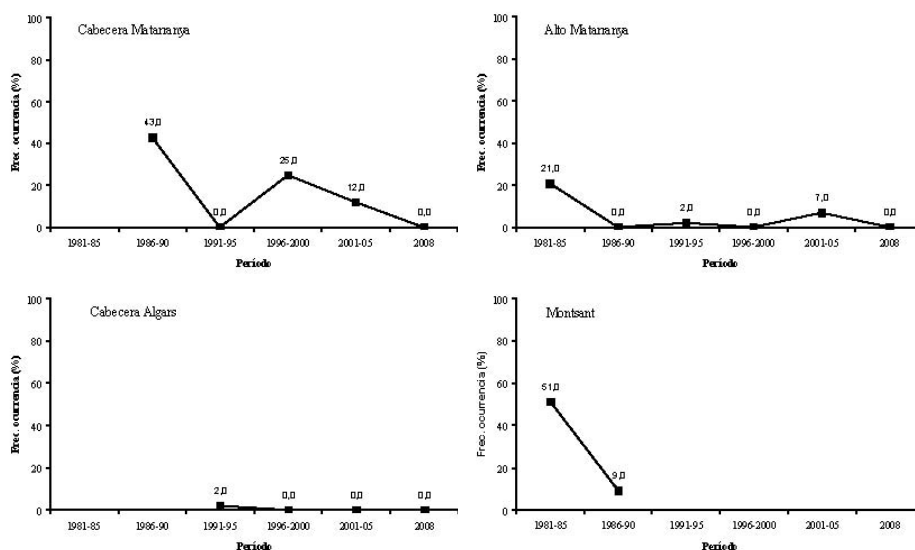 Cabecera Matarranya
Frec. ocurrencia (%)
100
80
60
40
20
0
43,0
0,0
25,0
12,0
0,0
1981-85 1986-90 1991-95 1996-2000 2001-05 2008
Período
Alto Matarranya
Frec. ocurrencia (%)
100
80
60
40
20
0
21,0
0,0
2,0
0,0
7,0
0,0
1981-85 1986-90 1991-95 1996-2000 2001-05 2008
Período
Cabecera Algars
Frec. ocurrencia (%)
100
80
60
40
20
0
2,0
0,0
0,0
0,0
1981-85 1986-90 1991-95 1996-2000 2001-05 2008
Período
Montsant
Frec. ocurrencia (%)
100
80
60
40
20
0
51,0
9,0
1981-85 1986-90 1991-95 1996-2000 2001-05 2008
Período